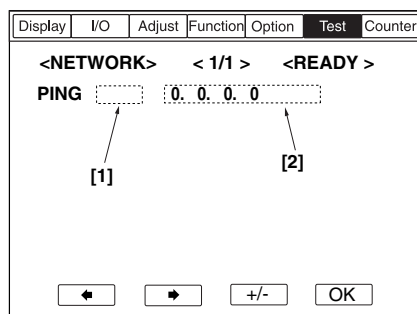 Display I/O Adjust Function Option Test Counter
<NETWORK> < 1/1 > <READY >
PING 0. 0. 0. 0
[1] [2]
+/- OK